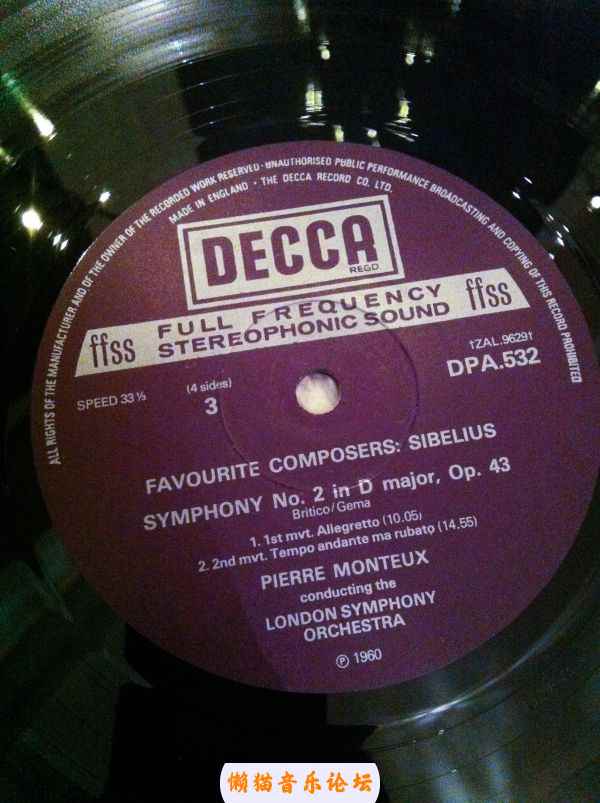 ALL RIGHTS OF THE MANUFACTURER AND OF THE OWNER OF THE RECORDED WORK RESERVED · UNAUTHORISED PUBLIC PERFORMANCE BROADCASTING AND COPYING OF THIS RECORD PROHIBITED
MADE IN ENGLAND · THE DECCA RECORD CO. LTD.
DECCA
REGD.
ffss FULL FREQUENCY STEREOPHONIC SOUND ffss
SPEED 33⅓
(4 sides)
3
†ZAL.9629†
DPA.532
FAVOURITE COMPOSERS: SIBELIUS
SYMPHONY No. 2 in D major, Op. 43
Britico/Gema
1. 1st mvt. Allegretto (10.05)
2. 2nd mvt. Tempo andante ma rubato (14.55)
PIERRE MONTEUX
conducting the
LONDON SYMPHONY
ORCHESTRA
Ⓟ 1960
懒猫音乐论坛